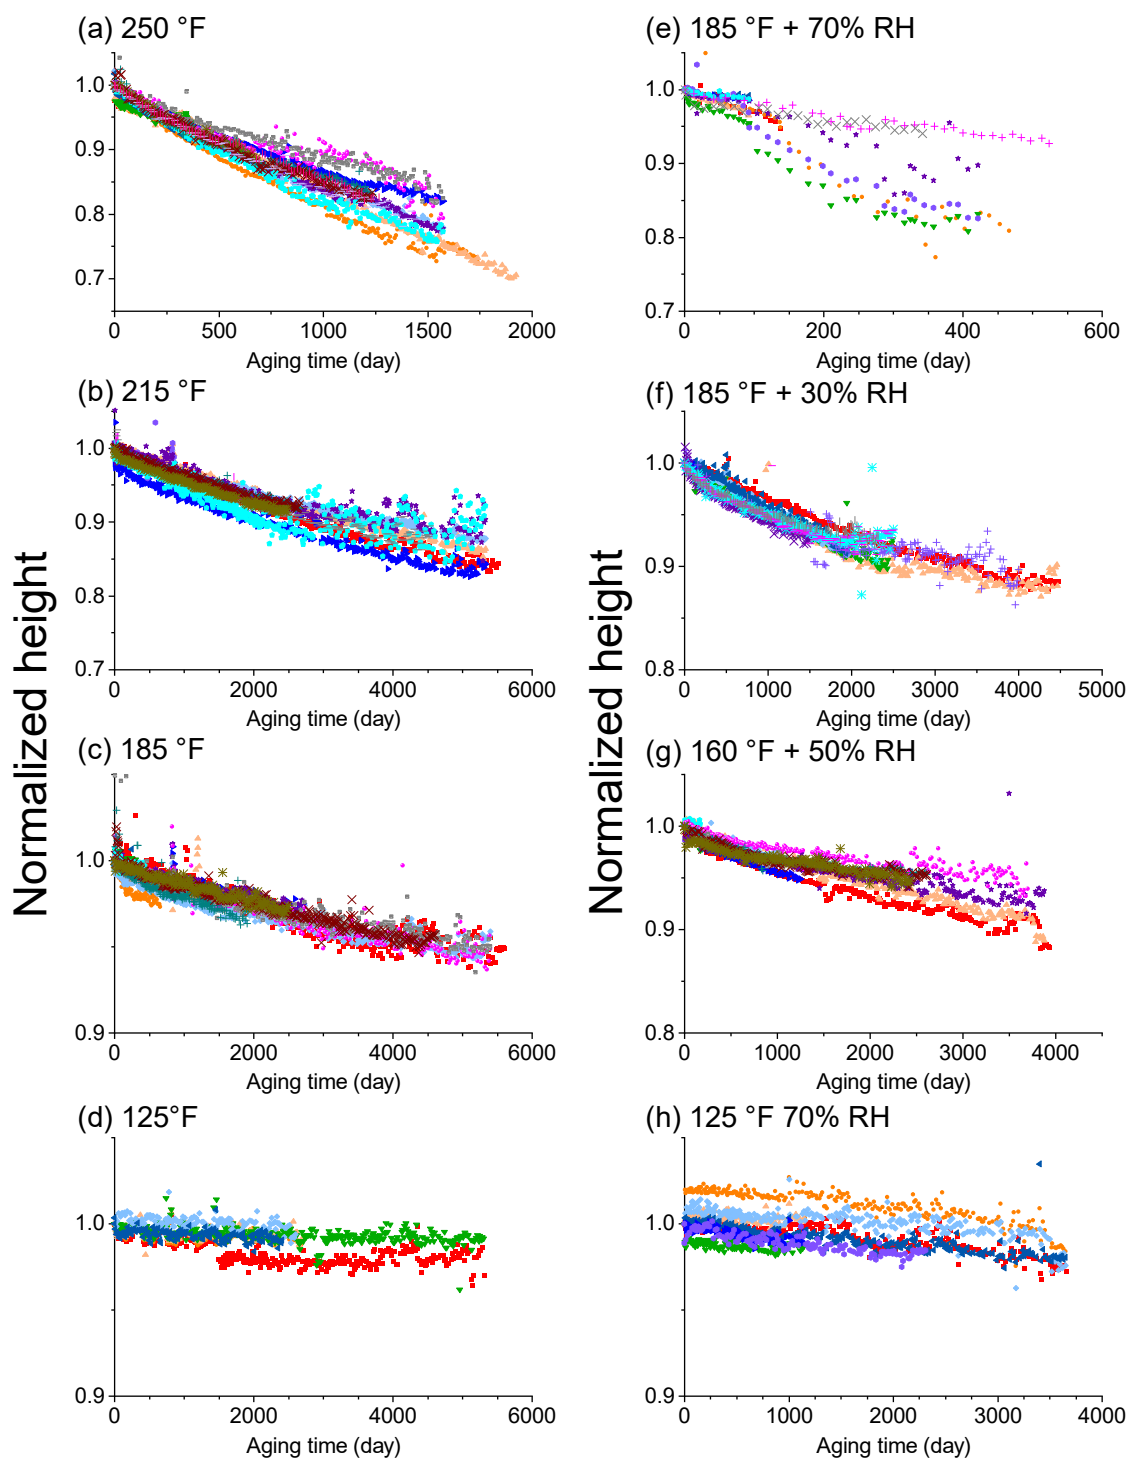 (a) 250 °F
1.0
0.9
0.8
0.7
0 500 1000 1500 2000
Aging time (day)
(e) 185 °F + 70% RH
1.0
0.9
0.8
0.7
0 200 400 600
Aging time (day)
(b) 215 °F
1.0
0.9
0.8
0.7
0 2000 4000 6000
Aging time (day)
(f) 185 °F + 30% RH
1.0
0.9
0.8
0 1000 2000 3000 4000 5000
Aging time (day)
Normalized height
Normalized height
(c) 185 °F
1.0
0.9
0 2000 4000 6000
Aging time (day)
(g) 160 °F + 50% RH
1.0
0.9
0.8
0 1000 2000 3000 4000
Aging time (day)
(d) 125°F
1.0
0.9
0 2000 4000 6000
Aging time (day)
(h) 125 °F 70% RH
1.0
0.9
0 1000 2000 3000 4000
Aging time (day)